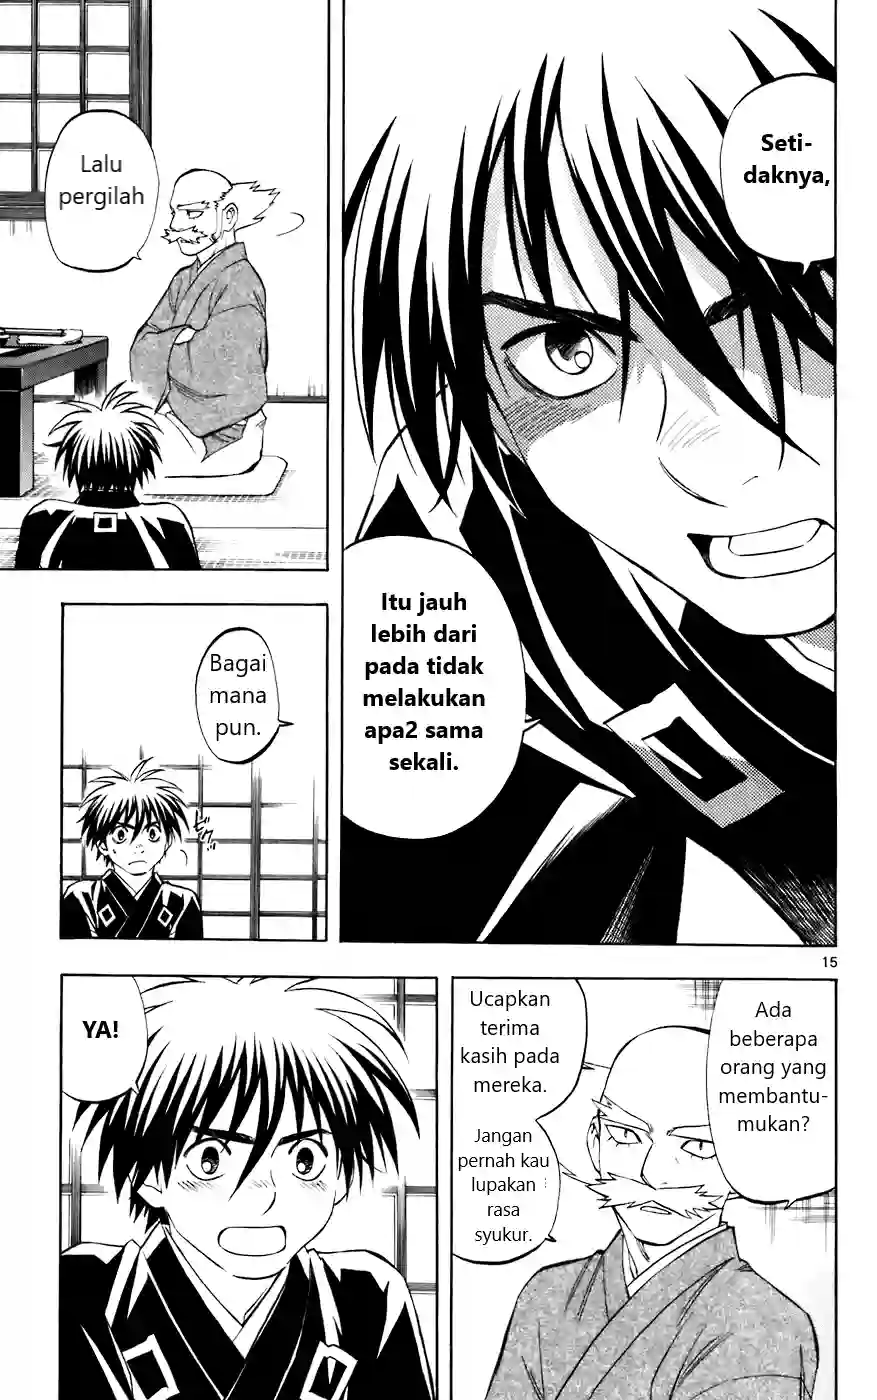 Seti-
daknya,
Itu jauh
lebih dari
pada tidak
melakukan
apa2 sama
sekali.
Lalu
pergilah
Bagai
mana
pun.
15
Ada
beberapa
orang yang
membantu-
mukan?
Ucapkan
terima
kasih pada
mereka.
Jangan
pernah kau
lupakan
rasa
syukur.
YA!